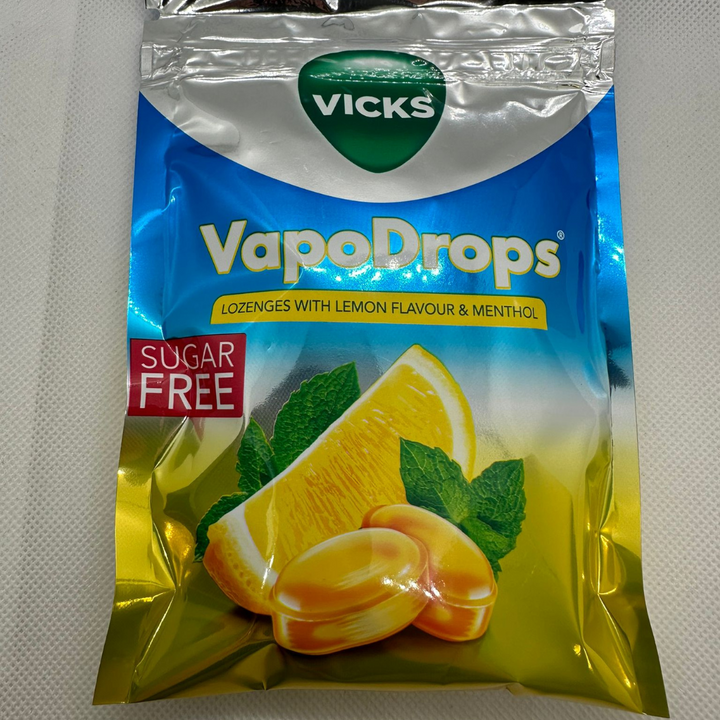 VICKS
VapoDrops®
LOZENGES WITH LEMON FLAVOUR & MENTHOL
SUGAR
FREE